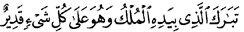 تَبَٰرَكَ ٱلَّذِى بِيَدِهِ ٱلْمُلْكُ وَهُوَ عَلَىٰ كُلِّ شَىْءٍ قَدِيرٌ